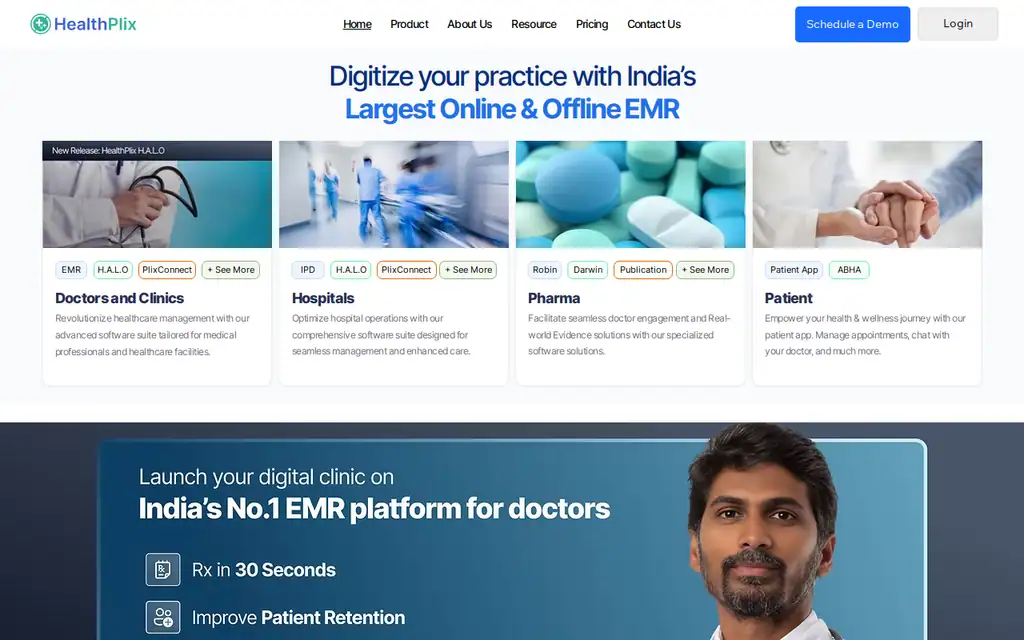 HealthPlix
Home
Product
About Us
Resource
Pricing
Contact Us
Schedule a Demo
Login
Digitize your practice with India's
Largest Online & Offline EMR
New Release: HealthPlix H.A.L.O
EMR
H.A.L.O
PlixConnect
+ See More
Doctors and Clinics
Revolutionize healthcare management with our
advanced software suite tailored for medical
professionals and healthcare facilities.
IPD
H.A.L.O
PlixConnect
+ See More
Hospitals
Optimize hospital operations with our
comprehensive software suite designed for
seamless management and enhanced care.
Robin
Darwin
Publication
+ See More
Pharma
Facilitate seamless doctor engagement and Real-
world Evidence solutions with our specialized
software solutions.
Patient App
ABHA
Patient
Empower your health & wellness journey with our
patient app. Manage appointments, chat with
your doctor, and much more.
Launch your digital clinic on
India's No.1 EMR platform for doctors
Rx in 30 Seconds
Improve Patient Retention